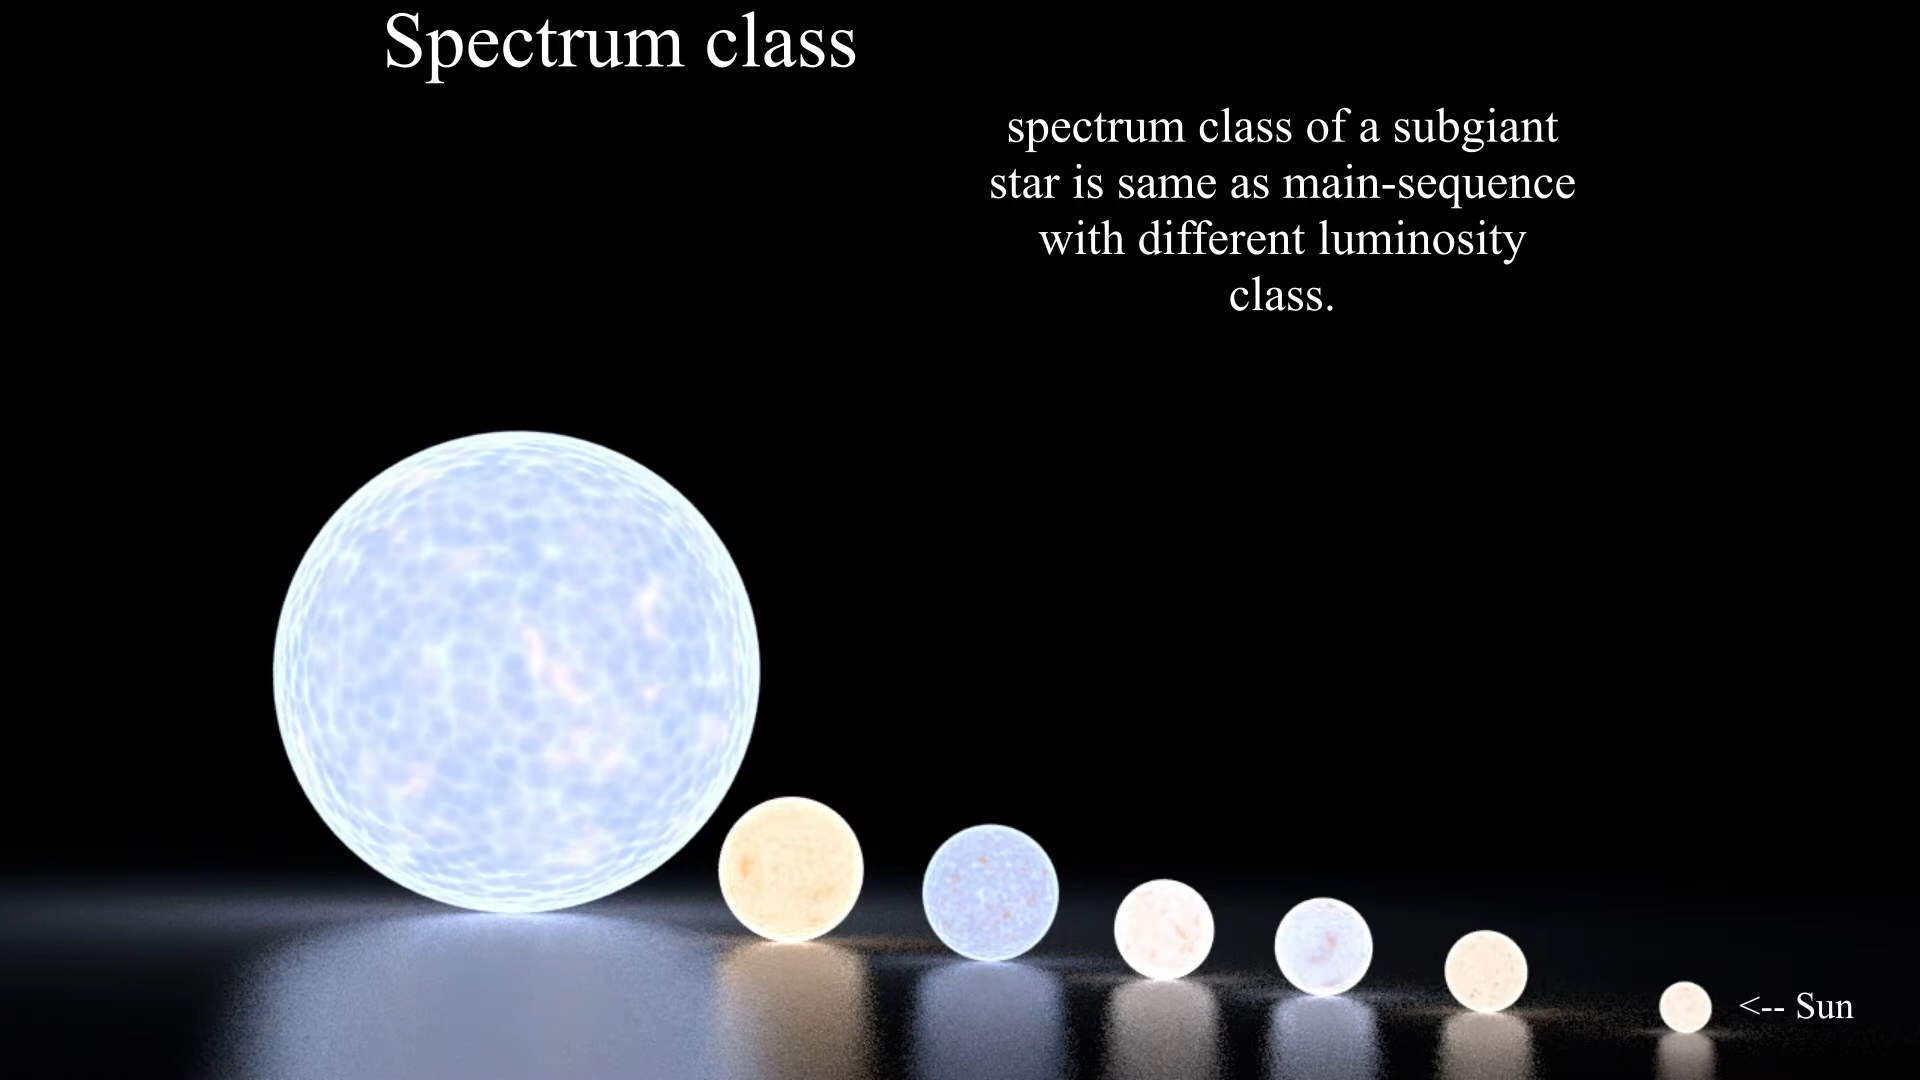 Spectrum class
spectrum class of a subgiant
star is same as main-sequence
with different luminosity
class.
<-- Sun